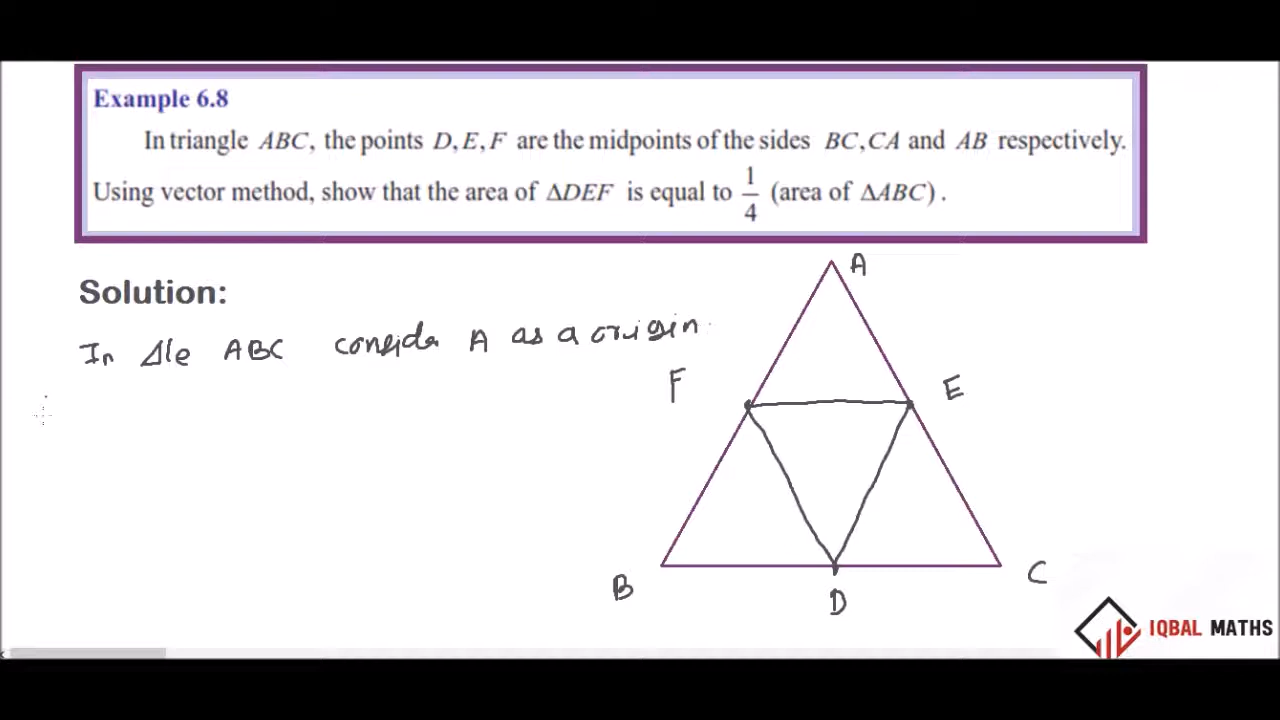 Example 6.8
In triangle ABC, the points D, E, F are the midpoints of the sides BC, CA and AB respectively.
Using vector method, show that the area of ΔDEF is equal to 1/4 (area of ΔABC).
Solution:
A
In Δle ABC conside A as a origin.
F
E
B
D
C
IQBAL MATHS